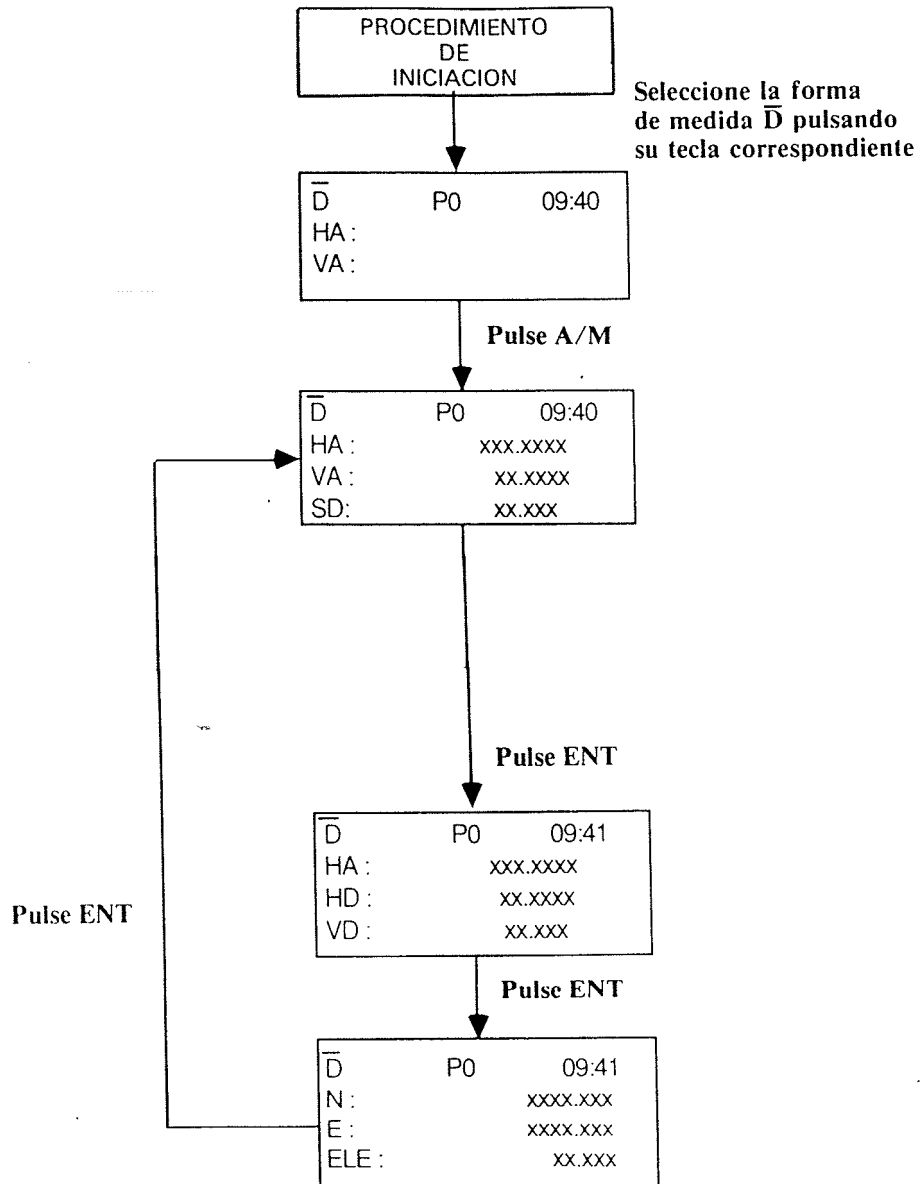 PROCEDIMIENTO
DE
INICIACION
Seleccione la forma
de medida D̅ pulsando
su tecla correspondiente
D̅ P0 09:40
HA :
VA :
Pulse A/M
D̅ P0 09:40
HA : xxx.xxxx
VA : xx.xxxx
SD: xx.xxx
Pulse ENT
D̅ P0 09:41
HA : xxx.xxxx
HD : xx.xxxx
VD : xx.xxx
Pulse ENT
Pulse ENT
D̅ P0 09:41
N : xxxx.xxx
E : xxxx.xxx
ELE : xx.xxx